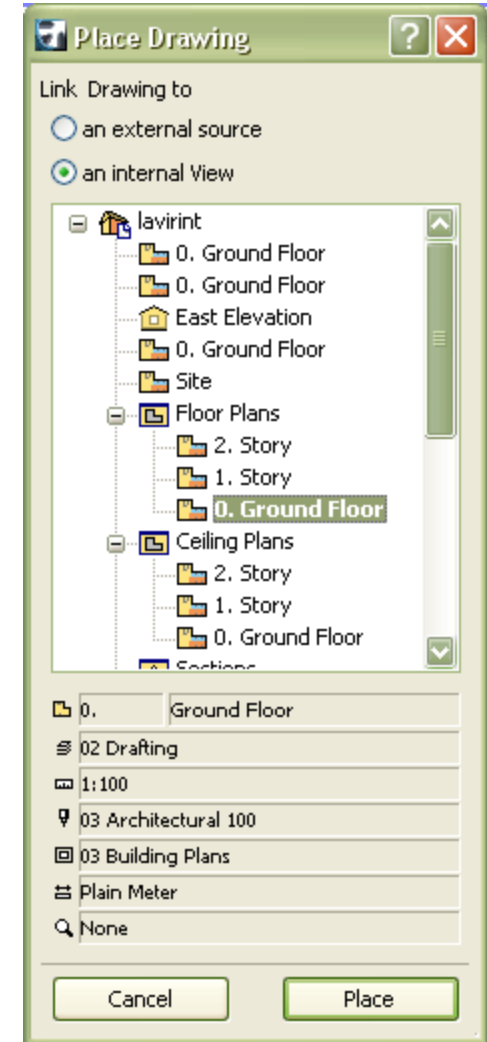 Place Drawing
Link Drawing to
an external source
an internal View
lavirint
0. Ground Floor
0. Ground Floor
East Elevation
0. Ground Floor
Site
Floor Plans
2. Story
1. Story
0. Ground Floor
Ceiling Plans
2. Story
1. Story
0. Ground Floor
Sections
0. Ground Floor
02 Drafting
1:100
03 Architectural 100
03 Building Plans
Plain Meter
None
Cancel Place